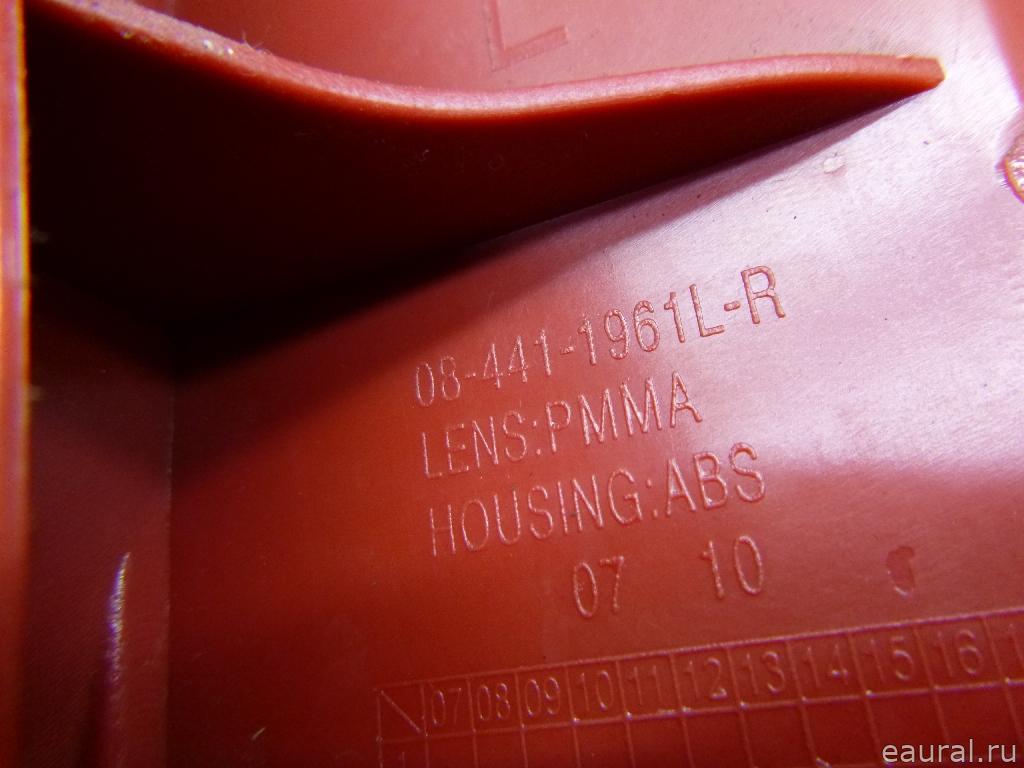 L
08-441-1961L-R
LENS:PMMA
HOUSING:ABS
07 10
07 08 09 10 11 12 13 14 15 16
1
eaural.ru